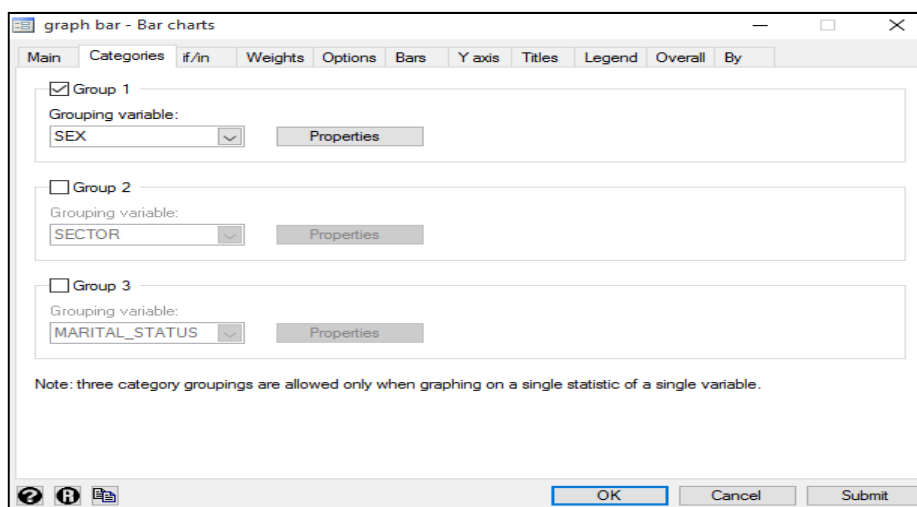 graph bar - Bar charts
Main Categories if/in Weights Options Bars Y axis Titles Legend Overall By
Group 1
Grouping variable:
SEX Properties
Group 2
Grouping variable:
SECTOR Properties
Group 3
Grouping variable:
MARITAL_STATUS Properties
Note: three category groupings are allowed only when graphing on a single statistic of a single variable.
? R OK Cancel Submit